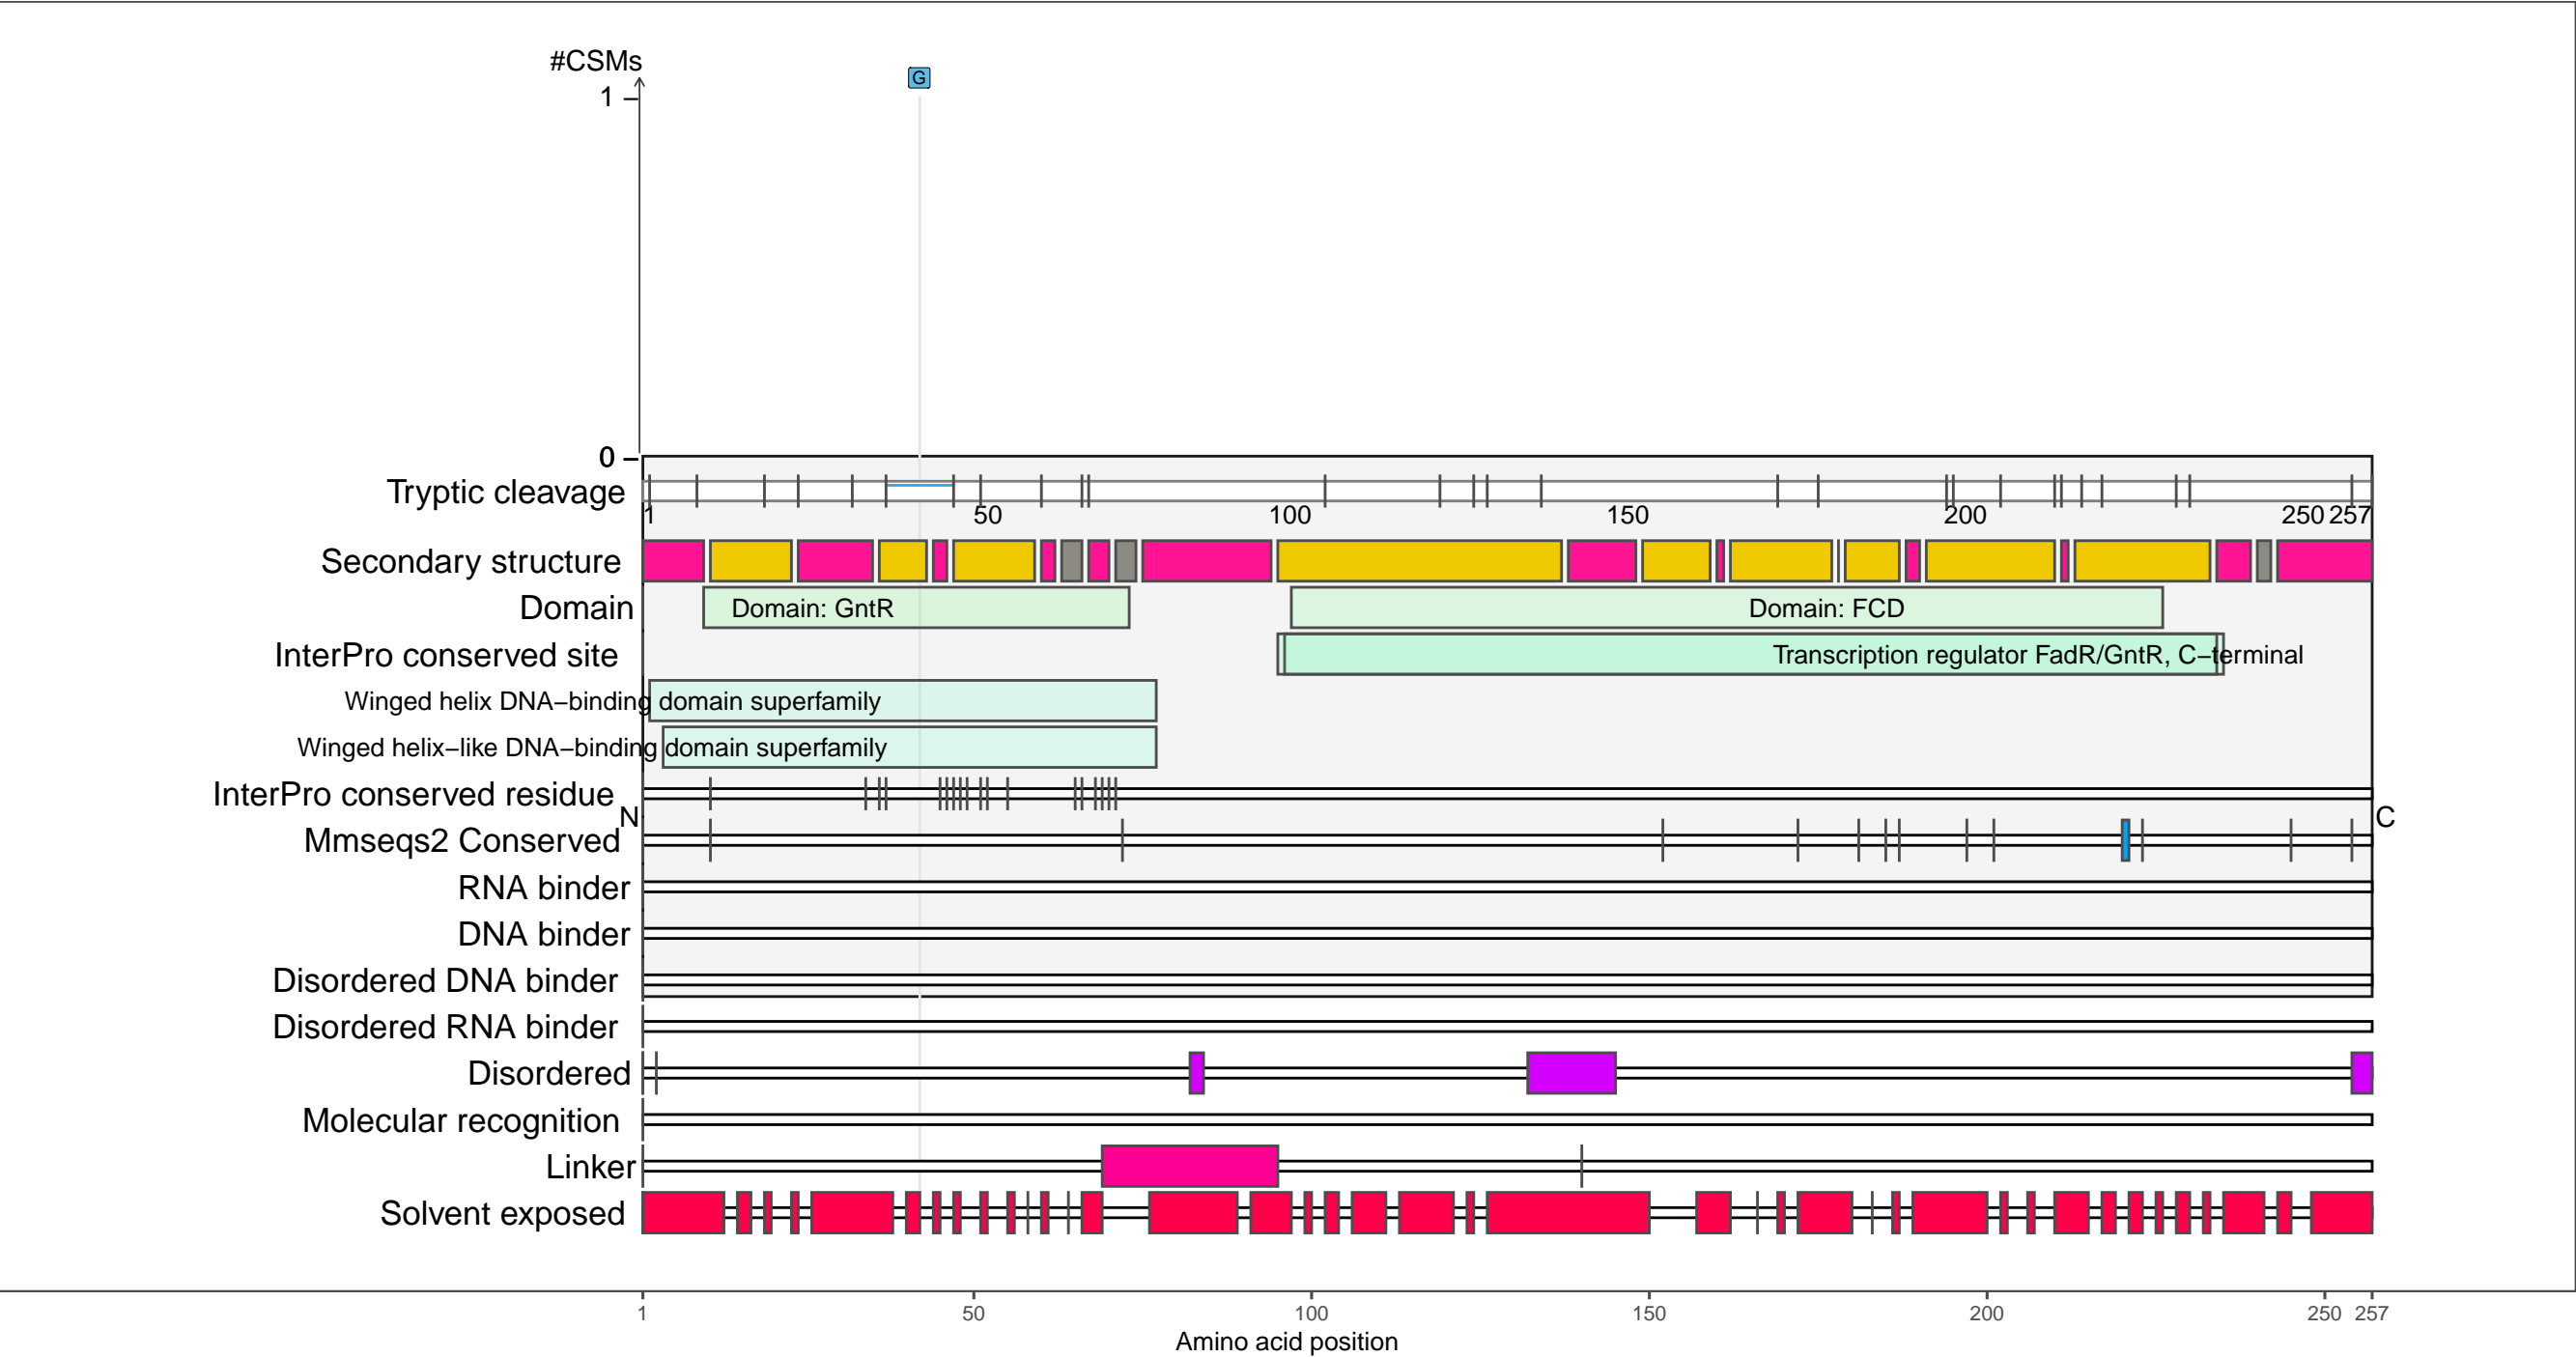 #CSMs
G
1
0
Tryptic cleavage
1 50 100 150 200 250 257
Secondary structure
Domain
Domain: GntR
Domain: FCD
InterPro conserved site
Transcription regulator FadR/GntR, C−terminal
Winged helix DNA−binding domain superfamily
Winged helix−like DNA−binding domain superfamily
InterPro conserved residue
N
C
Mmseqs2 Conserved
RNA binder
DNA binder
Disordered DNA binder
Disordered RNA binder
Disordered
Molecular recognition
Linker
Solvent exposed
1 50 100 150 200 250 257
Amino acid position